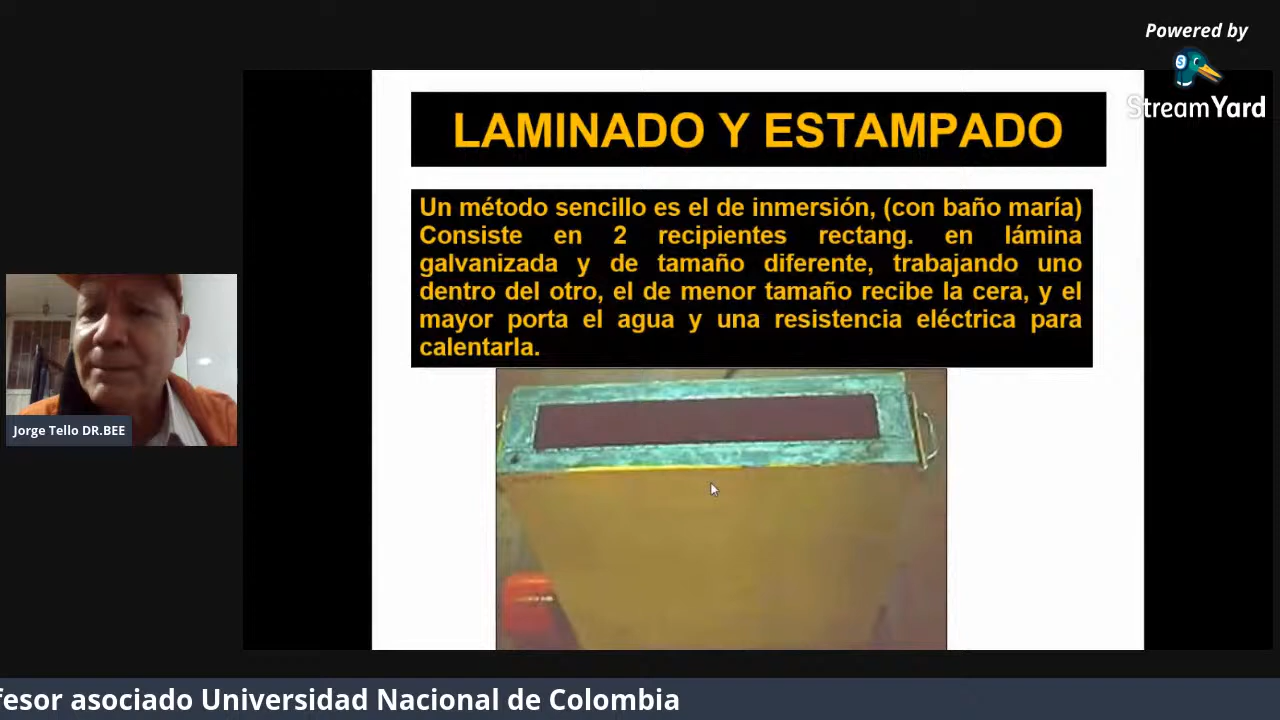 Powered by
StreamYard
LAMINADO Y ESTAMPADO
Un método sencillo es el de inmersión, (con baño maría)
Consiste en 2 recipientes rectang. en lámina
galvanizada y de tamaño diferente, trabajando uno
dentro del otro, el de menor tamaño recibe la cera, y el
mayor porta el agua y una resistencia eléctrica para
calentarla.
Jorge Tello DR.BEE
fesor asociado Universidad Nacional de Colombia